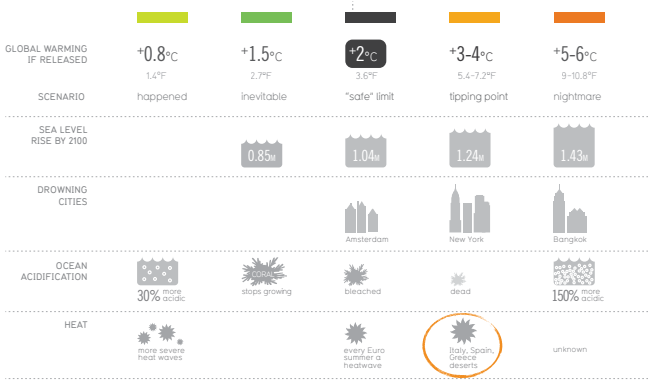 GLOBAL WARMING
IF RELEASED
+0.8°C
+1.5°C
+2°C
+3-4°C
+5-6°C
1.4°F
2.7°F
3.6°F
5.4-7.2°F
9-10.8°F
SCENARIO
happened
inevitable
"safe" limit
tipping point
nightmare
SEA LEVEL
RISE BY 2100
0.85M
1.04M
1.24M
1.43M
DROWNING
CITIES
Amsterdam
New York
Bangkok
OCEAN
ACIDIFICATION
30% more
acidic
CORAL
stops growing
bleached
dead
150% more
acidic
HEAT
more severe
heat waves
every Euro
summer a
heatwave
Italy, Spain,
Greece
deserts
unknown